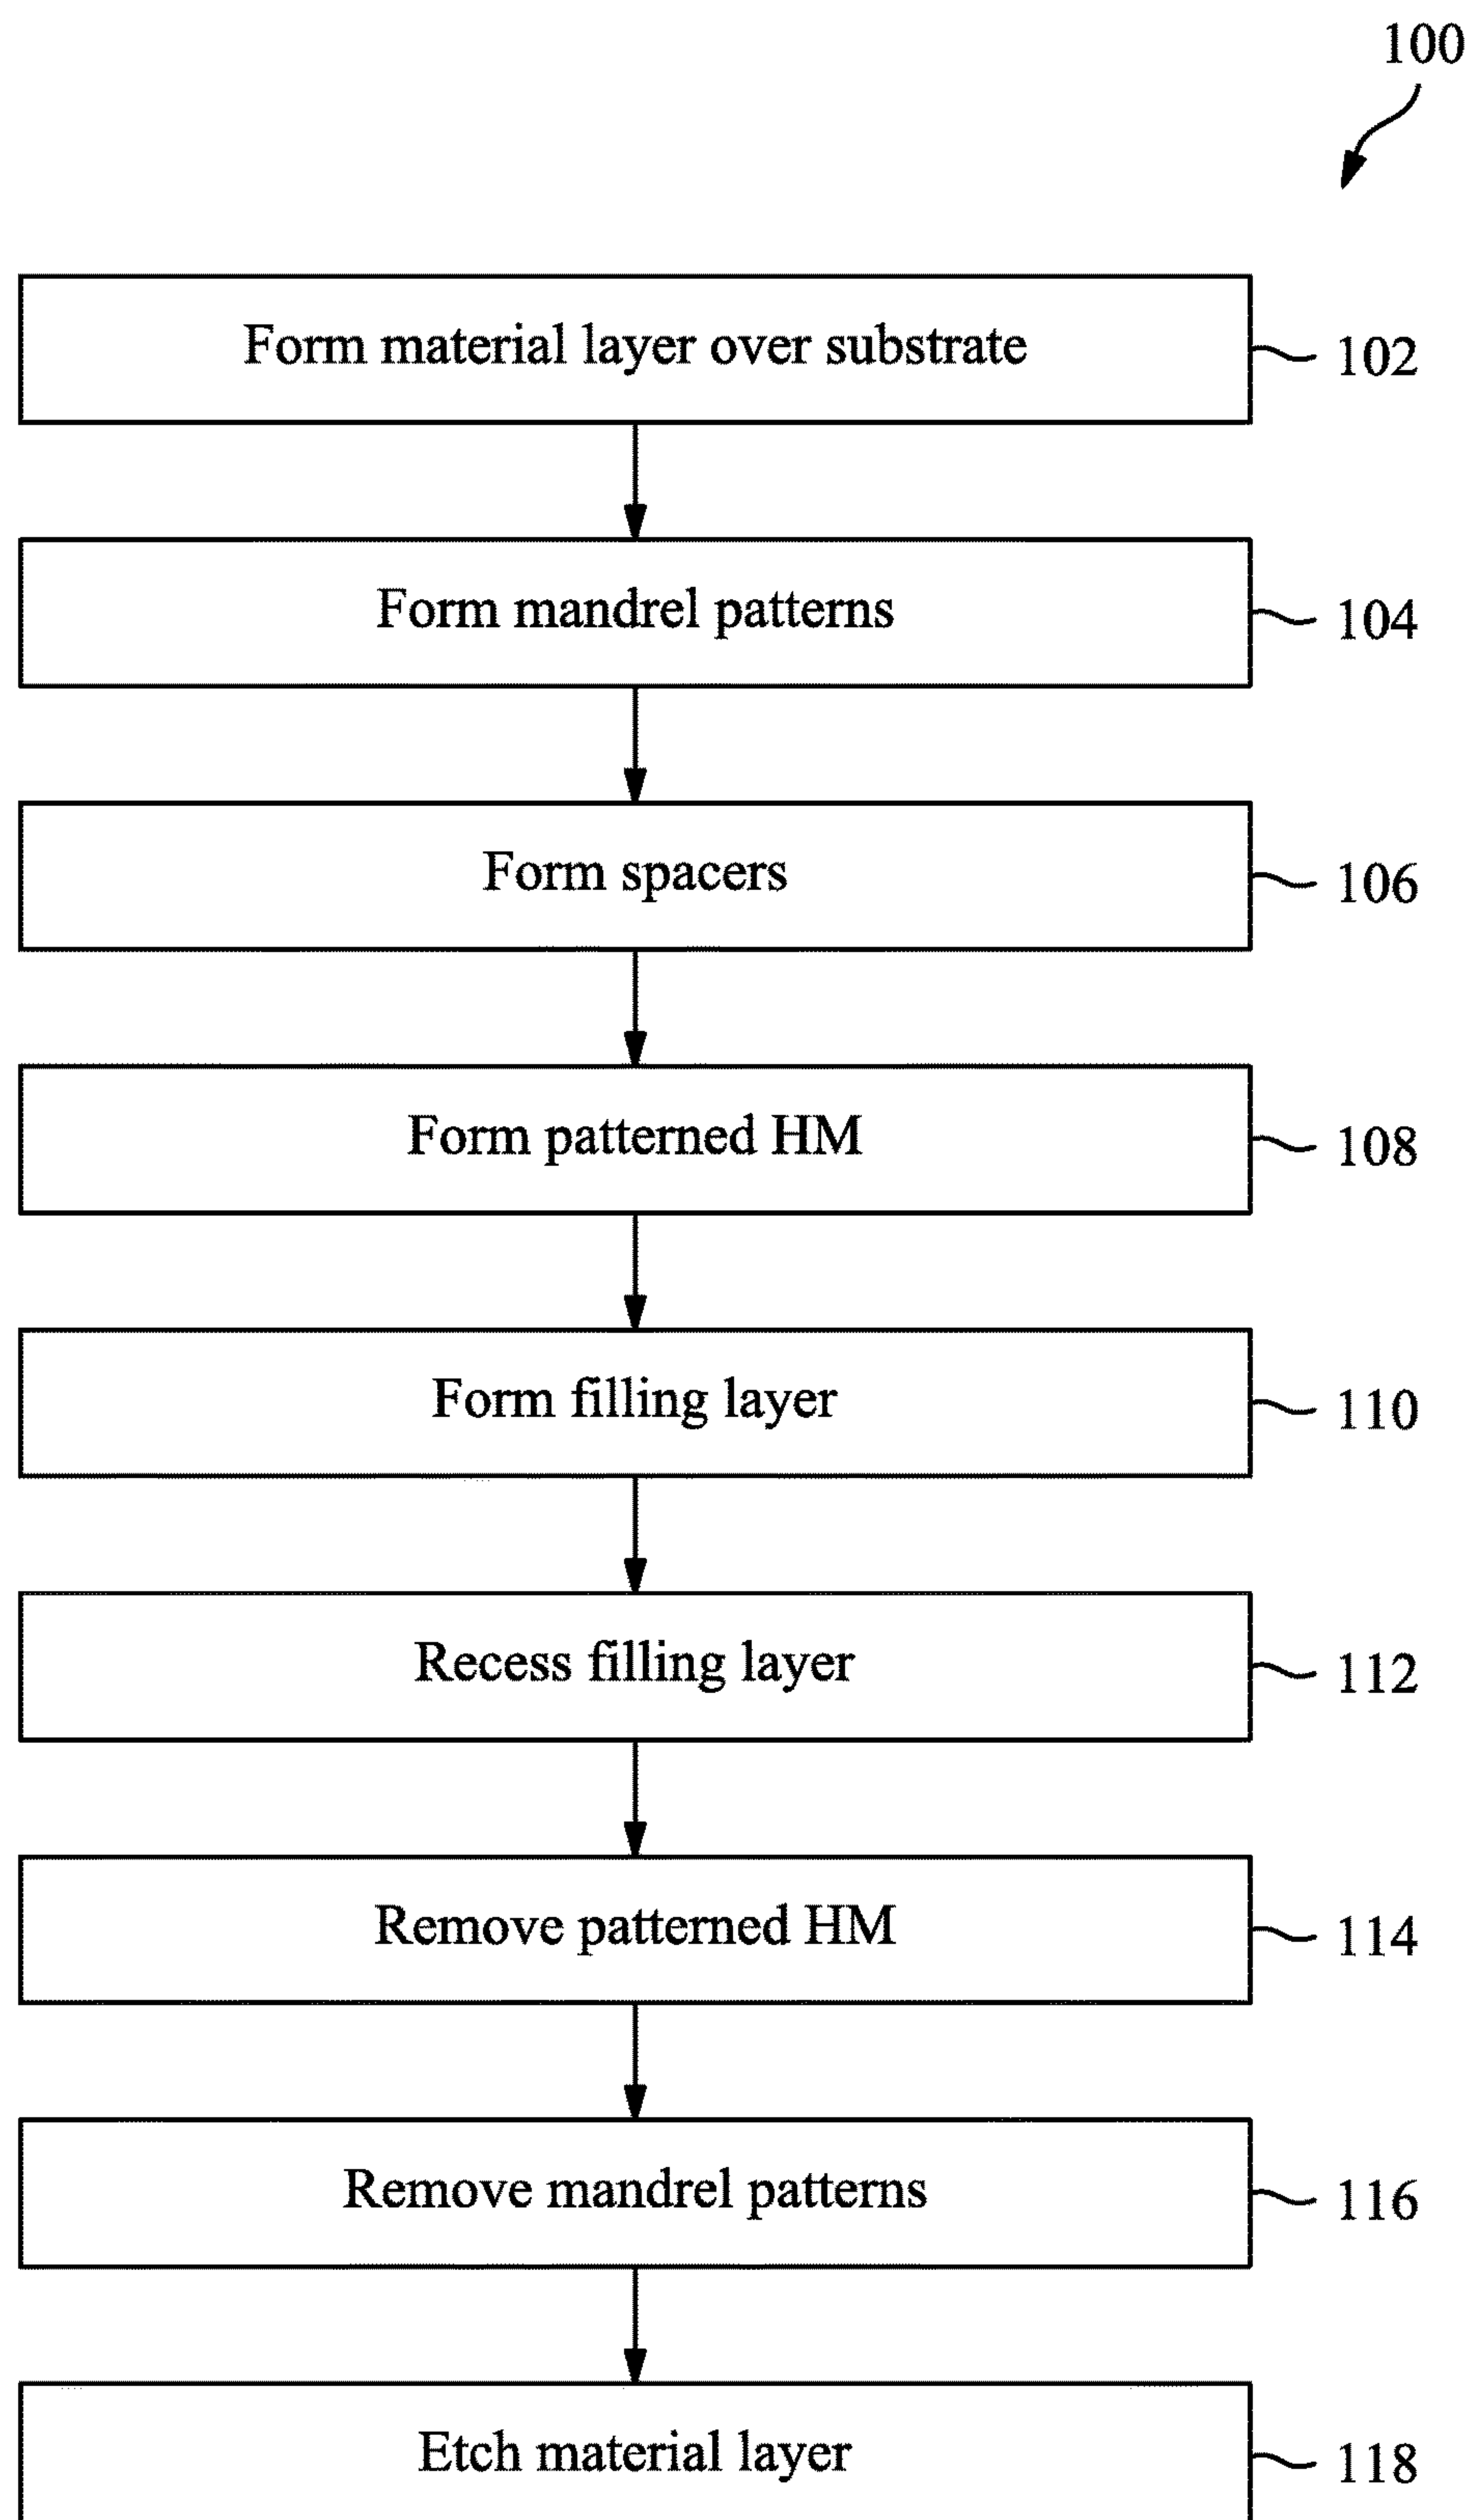 100
Form material layer over substrate
102
Form mandrel patterns
104
Form spacers
106
Form patterned HM
108
Form filling layer
110
Recess filling layer
112
Remove patterned HM
114
Remove mandrel patterns
116
Etch material layer
118